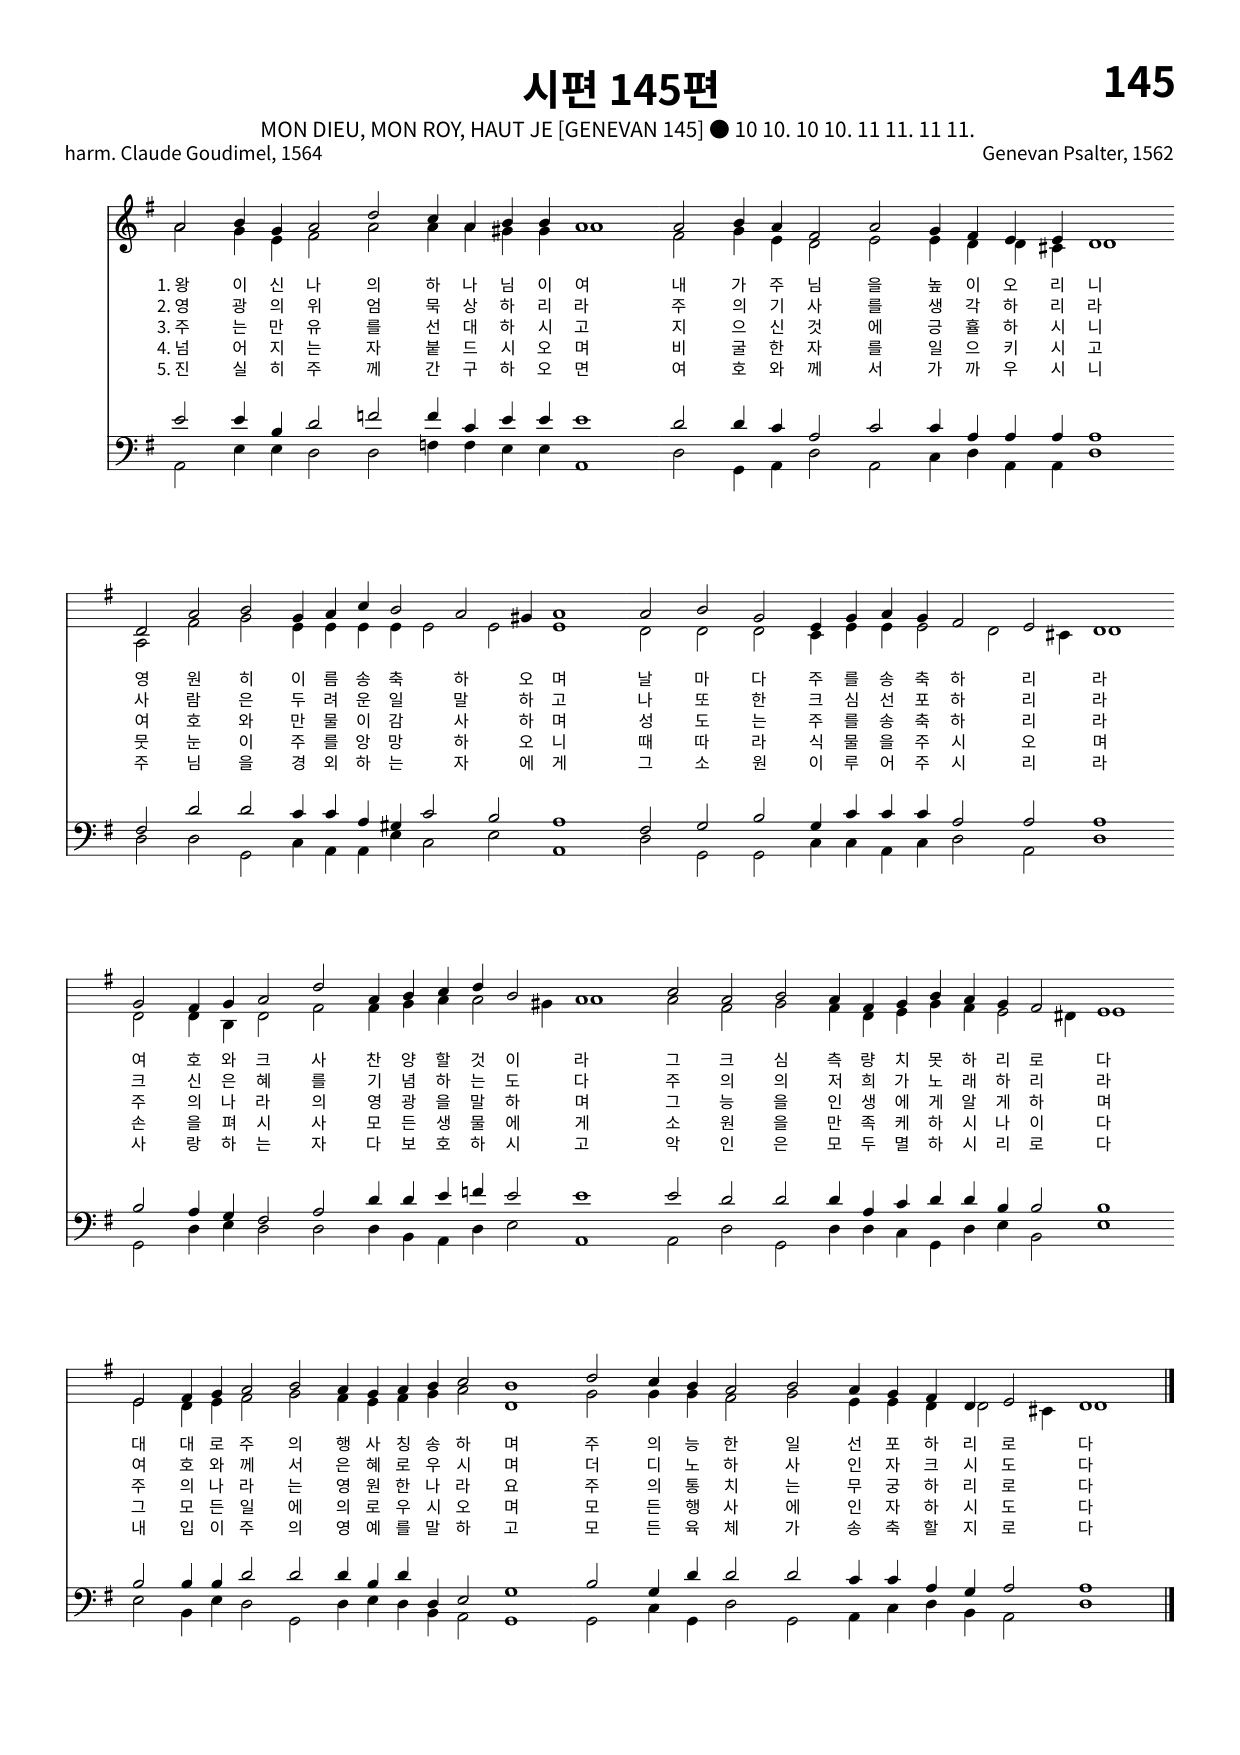 시편 145편
145
MON DIEU, MON ROY, HAUT JE [GENEVAN 145] ● 10 10. 10 10. 11 11. 11 11.
harm. Claude Goudimel, 1564
Genevan Psalter, 1562
1. 왕 이 신 나 의 하 나 님 이 여 내 가 주 님 을 높 이 오 리 니
2. 영 광 의 위 엄 묵 상 하 리 라 주 의 기 사 를 생 각 하 리 라
3. 주 는 만 유 를 선 대 하 시 고 지 으 신 것 에 긍 휼 하 시 니
4. 넘 어 지 는 자 붙 드 시 오 며 비 굴 한 자 를 일 으 키 시 고
5. 진 실 히 주 께 간 구 하 오 면 여 호 와 께 서 가 까 우 시 니
영 원 히 이 름 송 축 하 오 며 날 마 다 주 를 송 축 하 리 라
사 람 은 두 려 운 일 말 하 고 나 또 한 크 심 선 포 하 리 라
여 호 와 만 물 이 감 사 하 며 성 도 는 주 를 송 축 하 리 라
뭇 눈 이 주 를 앙 망 하 오 니 때 따 라 식 물 을 주 시 오 며
주 님 을 경 외 하 는 자 에 게 그 소 원 이 루 어 주 시 리 라
여 호 와 크 사 찬 양 할 것 이 라 그 크 심 측 량 치 못 하 리 로 다
크 신 은 혜 를 기 념 하 는 도 다 주 의 의 저 희 가 노 래 하 리 라
주 의 나 라 의 영 광 을 말 하 며 그 능 을 인 생 에 게 알 게 하 며
손 을 펴 시 사 모 든 생 물 에 게 소 원 을 만 족 케 하 시 나 이 다
사 랑 하 는 자 다 보 호 하 시 고 악 인 은 모 두 멸 하 시 리 로 다
대 대 로 주 의 행 사 칭 송 하 며 주 의 능 한 일 선 포 하 리 로 다
여 호 와 께 서 은 혜 로 우 시 며 더 디 노 하 사 인 자 크 시 도 다
주 의 나 라 는 영 원 한 나 라 요 주 의 통 치 는 무 궁 하 리 로 다
그 모 든 일 에 의 로 우 시 오 며 모 든 행 사 에 인 자 하 시 도 다
내 입 이 주 의 영 예 를 말 하 고 모 든 육 체 가 송 축 할 지 로 다